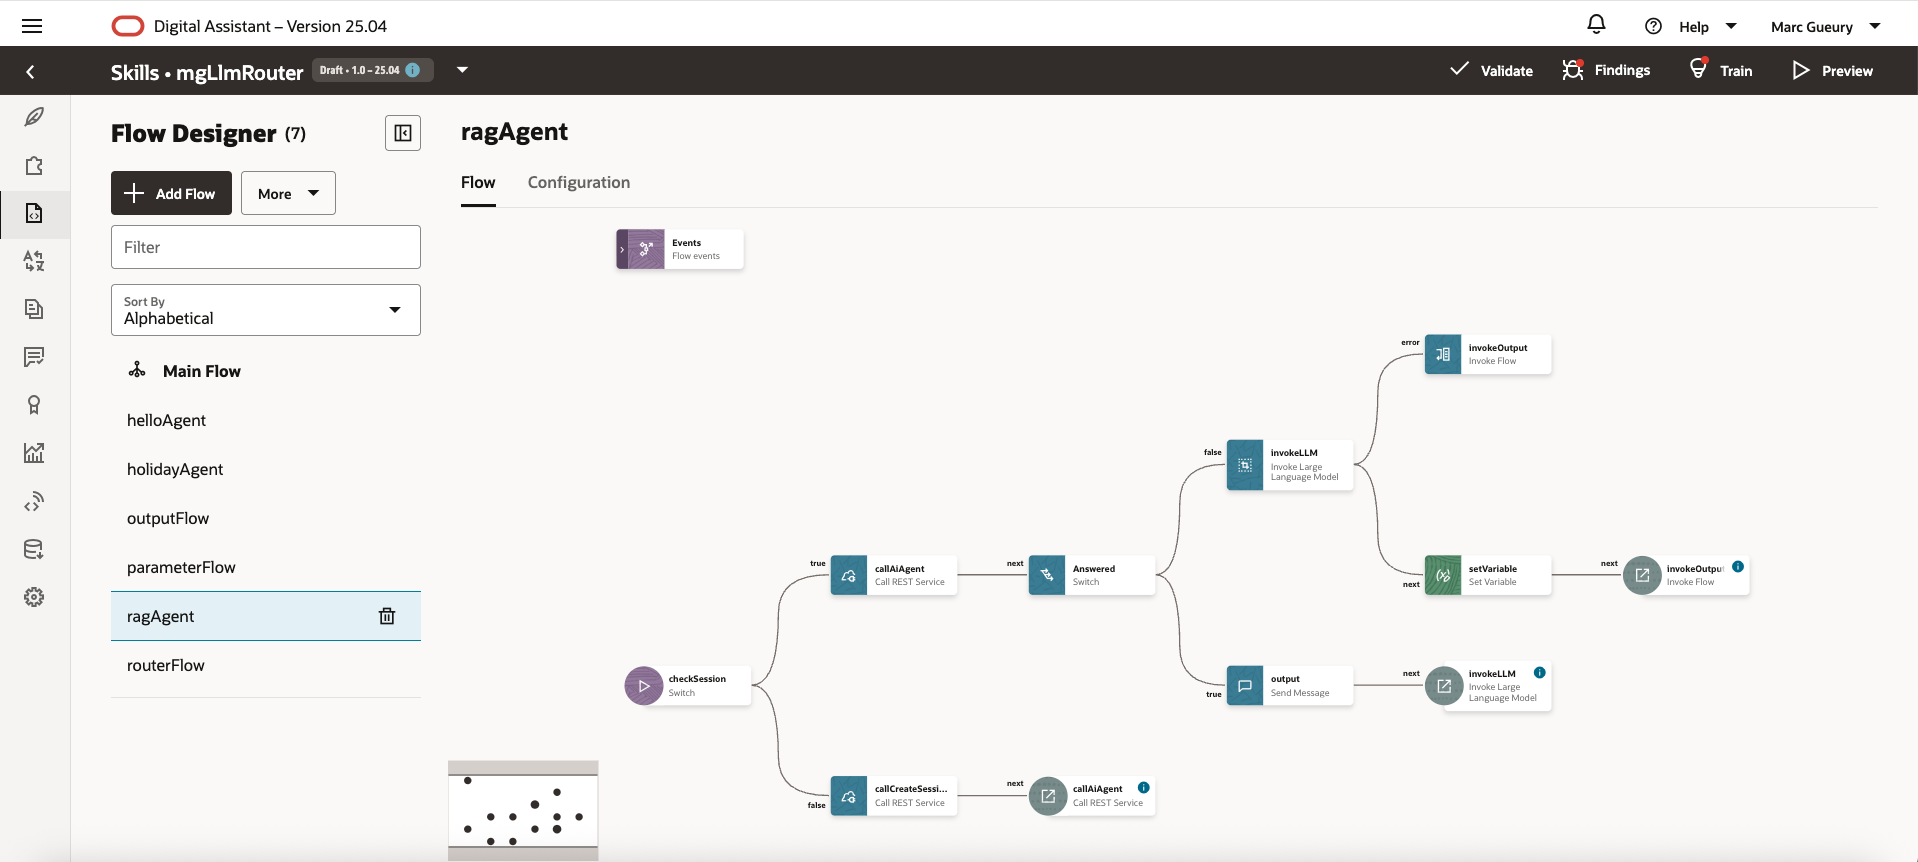 Digital Assistant – Version 25.04
Help
Marc Gueury
Skills • mgLlmRouter
Draft • 1.0 – 25.04
Validate
Findings
Train
Preview
Flow Designer (7)
Add Flow
More
Filter
Sort By
Alphabetical
Main Flow
helloAgent
holidayAgent
outputFlow
parameterFlow
ragAgent
routerFlow
ragAgent
Flow
Configuration
Events
Flow events
error
invokeOutput
Invoke Flow
false
invokeLLM
Invoke Large
Language Model
true
callAiAgent
Call REST Service
next
Answered
Switch
next
setVariable
Set Variable
next
invokeOutpu
Invoke Flow
checkSession
Switch
true
output
Send Message
next
invokeLLM
Invoke Large
Language Model
false
callCreateSessi...
Call REST Service
next
callAiAgent
Call REST Service